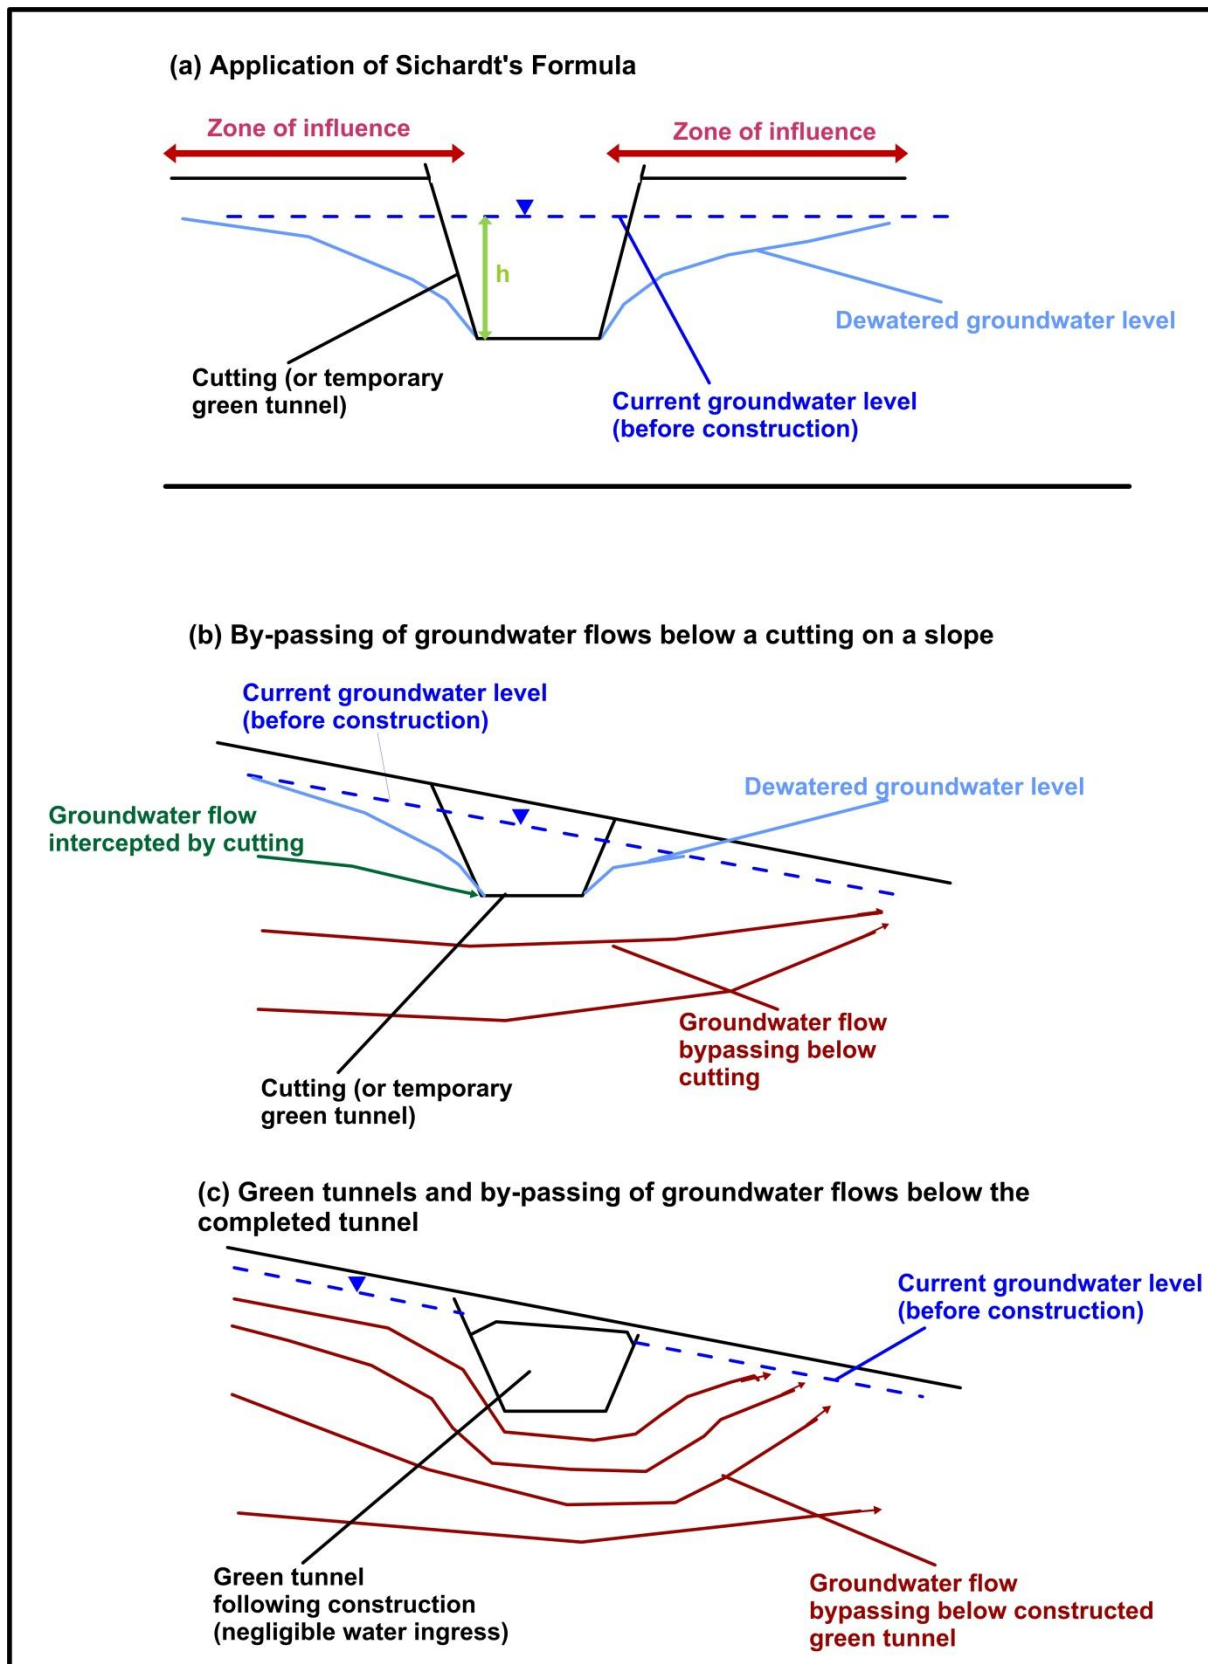 (a) Application of Sichardt's Formula
Zone of influence
Zone of influence
h
Dewatered groundwater level
Cutting (or temporary
green tunnel)
Current groundwater level
(before construction)
(b) By-passing of groundwater flows below a cutting on a slope
Current groundwater level
(before construction)
Dewatered groundwater level
Groundwater flow
intercepted by cutting
Groundwater flow
bypassing below
cutting
Cutting (or temporary
green tunnel)
(c) Green tunnels and by-passing of groundwater flows below the
completed tunnel
Current groundwater level
(before construction)
Green tunnel
following construction
(negligible water ingress)
Groundwater flow
bypassing below constructed
green tunnel